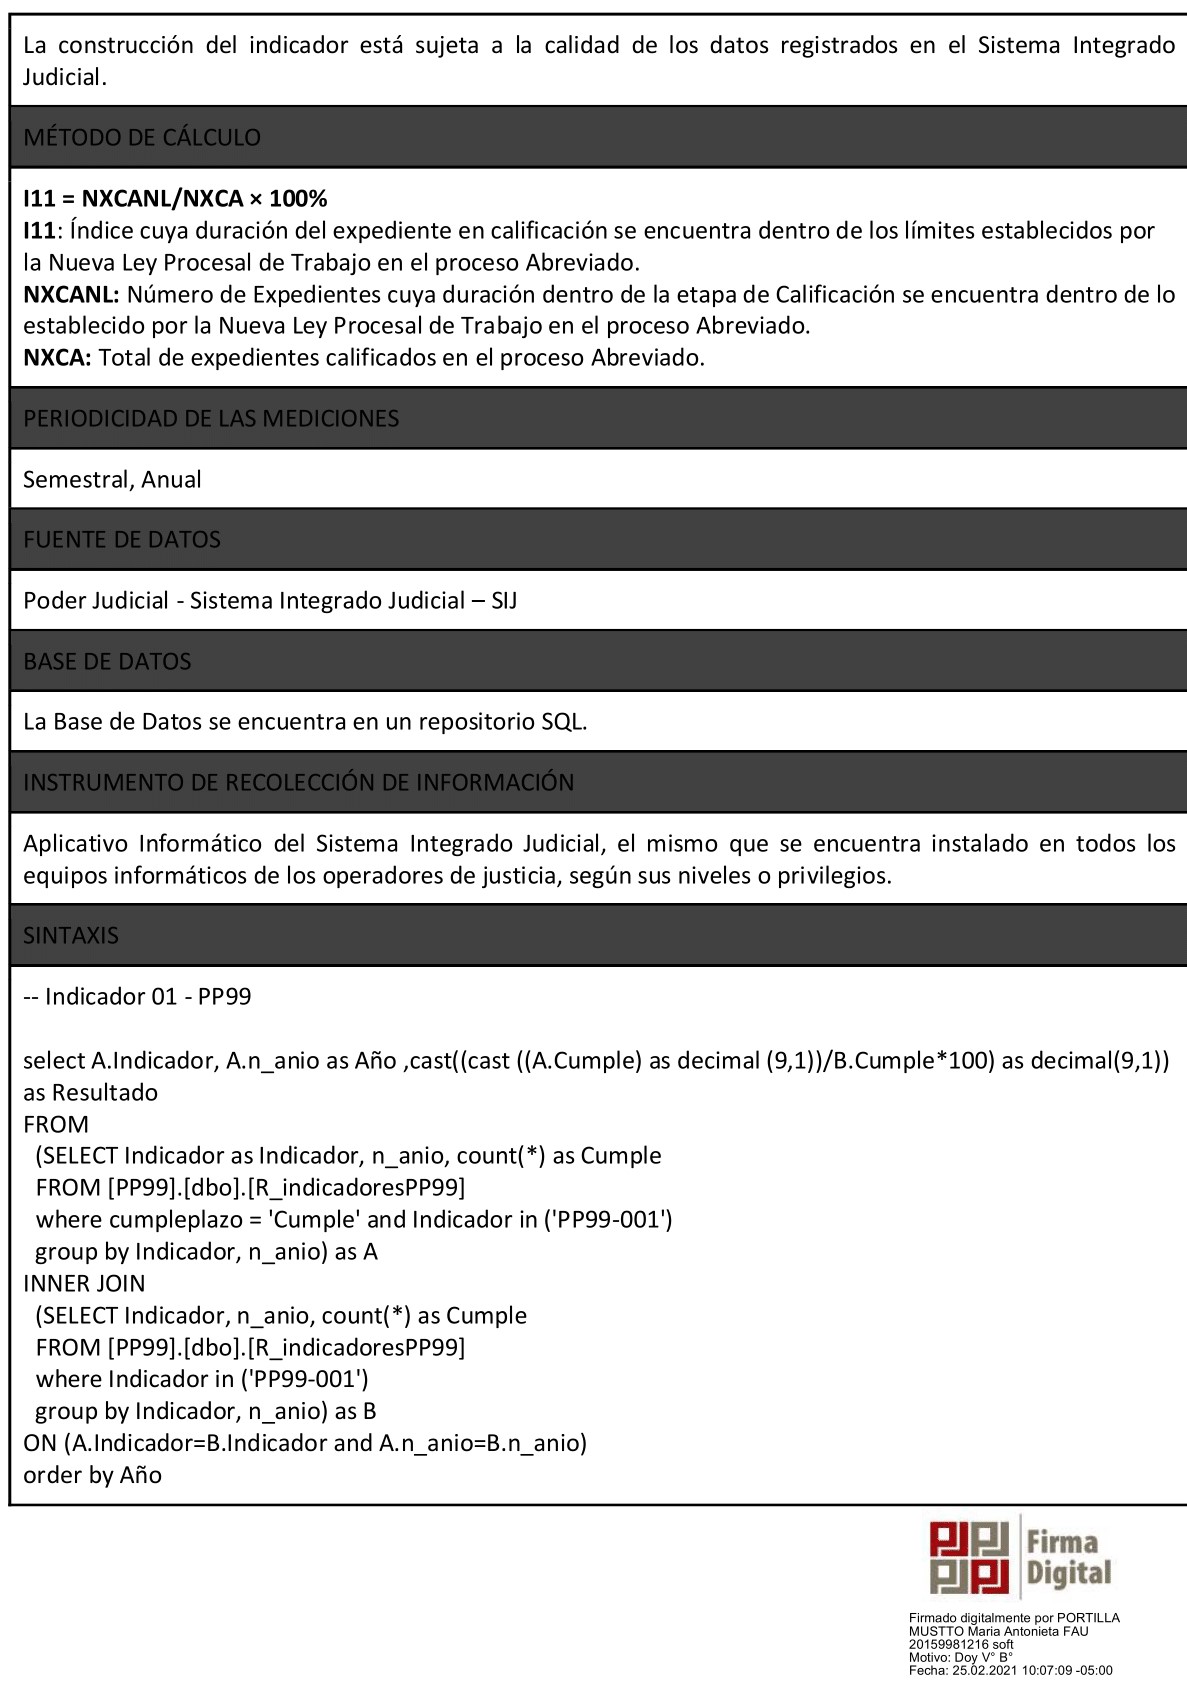 La construcción del indicador está sujeta a la calidad de los datos registrados en el Sistema Integrado
Judicial.
MÉTODO DE CÁLCULO
I11 = NXCANL/NXCA × 100%
I11: Índice cuya duración del expediente en calificación se encuentra dentro de los límites establecidos por
la Nueva Ley Procesal de Trabajo en el proceso Abreviado.
NXCANL: Número de Expedientes cuya duración dentro de la etapa de Calificación se encuentra dentro de lo
establecido por la Nueva Ley Procesal de Trabajo en el proceso Abreviado.
NXCA: Total de expedientes calificados en el proceso Abreviado.
PERIODICIDAD DE LAS MEDICIONES
Semestral, Anual
FUENTE DE DATOS
Poder Judicial - Sistema Integrado Judicial – SIJ
BASE DE DATOS
La Base de Datos se encuentra en un repositorio SQL.
INSTRUMENTO DE RECOLECCIÓN DE INFORMACIÓN
Aplicativo Informático del Sistema Integrado Judicial, el mismo que se encuentra instalado en todos los
equipos informáticos de los operadores de justicia, según sus niveles o privilegios.
SINTAXIS
-- Indicador 01 - PP99
select A.Indicador, A.n_anio as Año ,cast((cast ((A.Cumple) as decimal (9,1))/B.Cumple*100) as decimal(9,1))
as Resultado
FROM
(SELECT Indicador as Indicador, n_anio, count(*) as Cumple
FROM [PP99].[dbo].[R_indicadoresPP99]
where cumpleplazo = 'Cumple' and Indicador in ('PP99-001')
group by Indicador, n_anio) as A
INNER JOIN
(SELECT Indicador, n_anio, count(*) as Cumple
FROM [PP99].[dbo].[R_indicadoresPP99]
where Indicador in ('PP99-001')
group by Indicador, n_anio) as B
ON (A.Indicador=B.Indicador and A.n_anio=B.n_anio)
order by Año
Firma
Digital
Firmado digitalmente por PORTILLA
MUSTTO Maria Antonieta FAU
20159981216 soft
Motivo: Doy V° B°
Fecha: 25.02.2021 10:07:09 -05:00